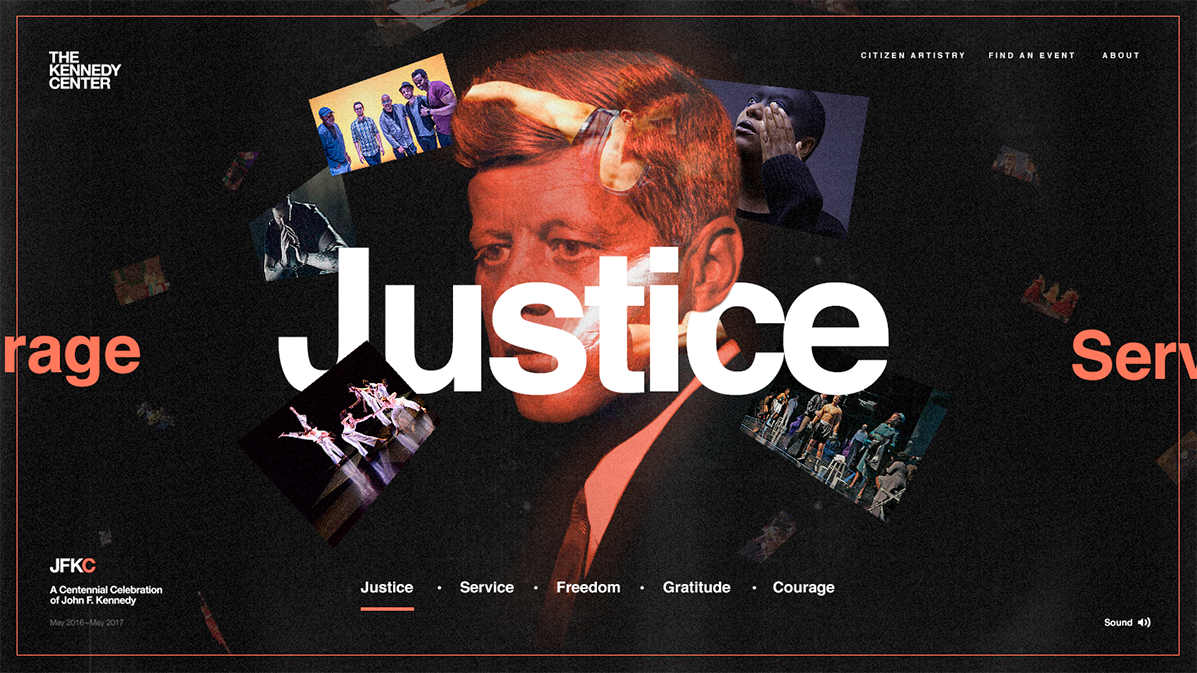 THE
KENNEDY
CENTER
CITIZEN ARTISTRY FIND AN EVENT ABOUT
Justice
rage
Serv
JFKC
A Centennial Celebration
of John F. Kennedy
May 2016–May 2017
Justice • Service • Freedom • Gratitude • Courage
Sound